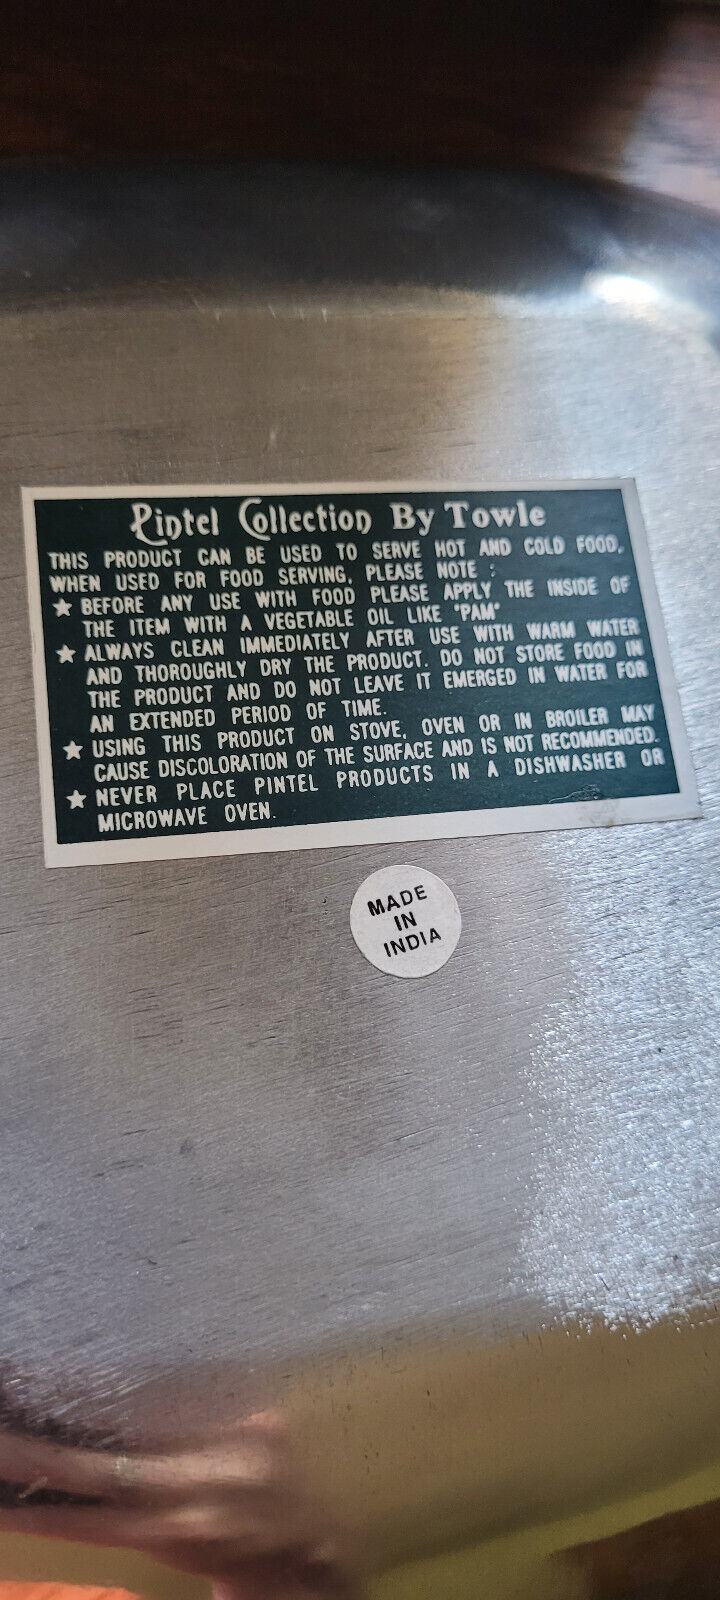 Pintel Collection By Towle
THIS PRODUCT CAN BE USED TO SERVE HOT AND COLD FOOD.
WHEN USED FOR FOOD SERVING, PLEASE NOTE :
★ BEFORE ANY USE WITH FOOD PLEASE APPLY THE INSIDE OF
THE ITEM WITH A VEGETABLE OIL LIKE "PAM"
★ ALWAYS CLEAN IMMEDIATELY AFTER USE WITH WARM WATER
AND THOROUGHLY DRY THE PRODUCT. DO NOT STORE FOOD IN
THE PRODUCT AND DO NOT LEAVE IT EMERGED IN WATER FOR
AN EXTENDED PERIOD OF TIME.
★ USING THIS PRODUCT ON STOVE, OVEN OR IN BROILER MAY
CAUSE DISCOLORATION OF THE SURFACE AND IS NOT RECOMMENDED.
★ NEVER PLACE PINTEL PRODUCTS IN A DISHWASHER OR
MICROWAVE OVEN.
MADE
IN
INDIA